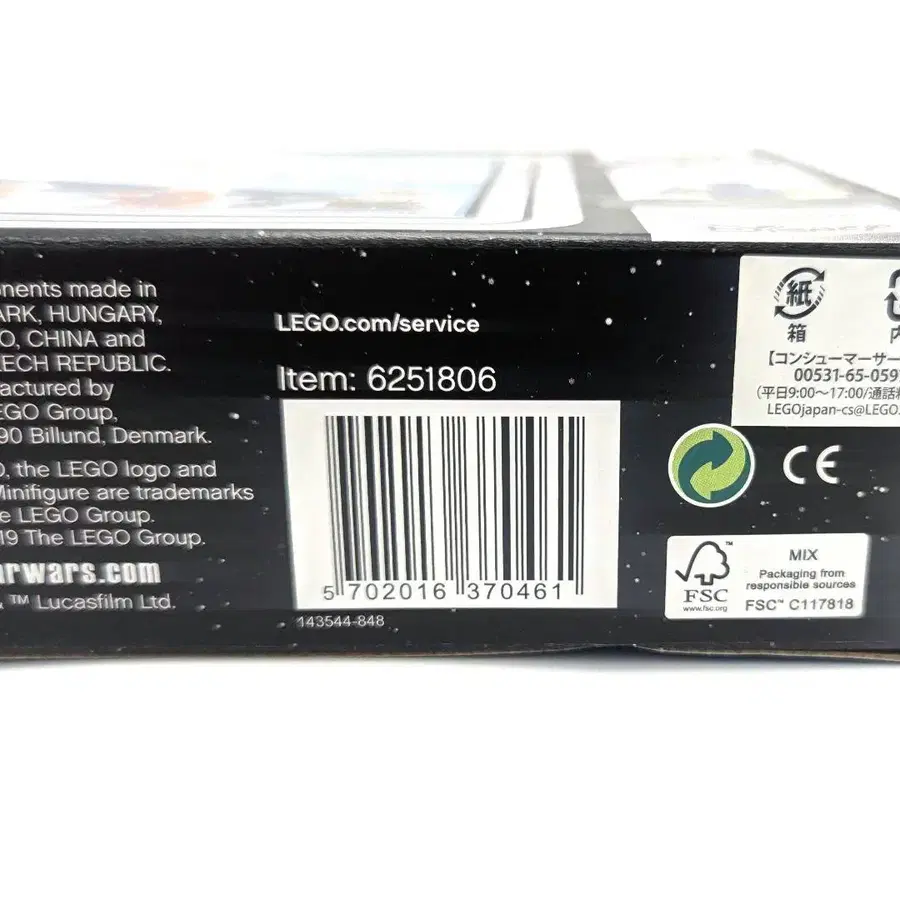 nents made in
ARK, HUNGARY,
O, CHINA and
ECH REPUBLIC.
actured by
EGO Group,
90 Billund, Denmark.
, the LEGO logo and
Minifigure are trademarks
e LEGO Group.
19 The LEGO Group.
arwars.com
& ™ Lucasfilm Ltd.
LEGO.com/service
Item: 6251806
5 702016 370461
143544-848
紙
箱
内
【コンシューマーサー
00531-65-059
(平日9:00〜17:00/通話料
LEGOjapan-cs@LEGO.
CE
FSC™
www.fsc.org
MIX
Packaging from
responsible sources
FSC™ C117818